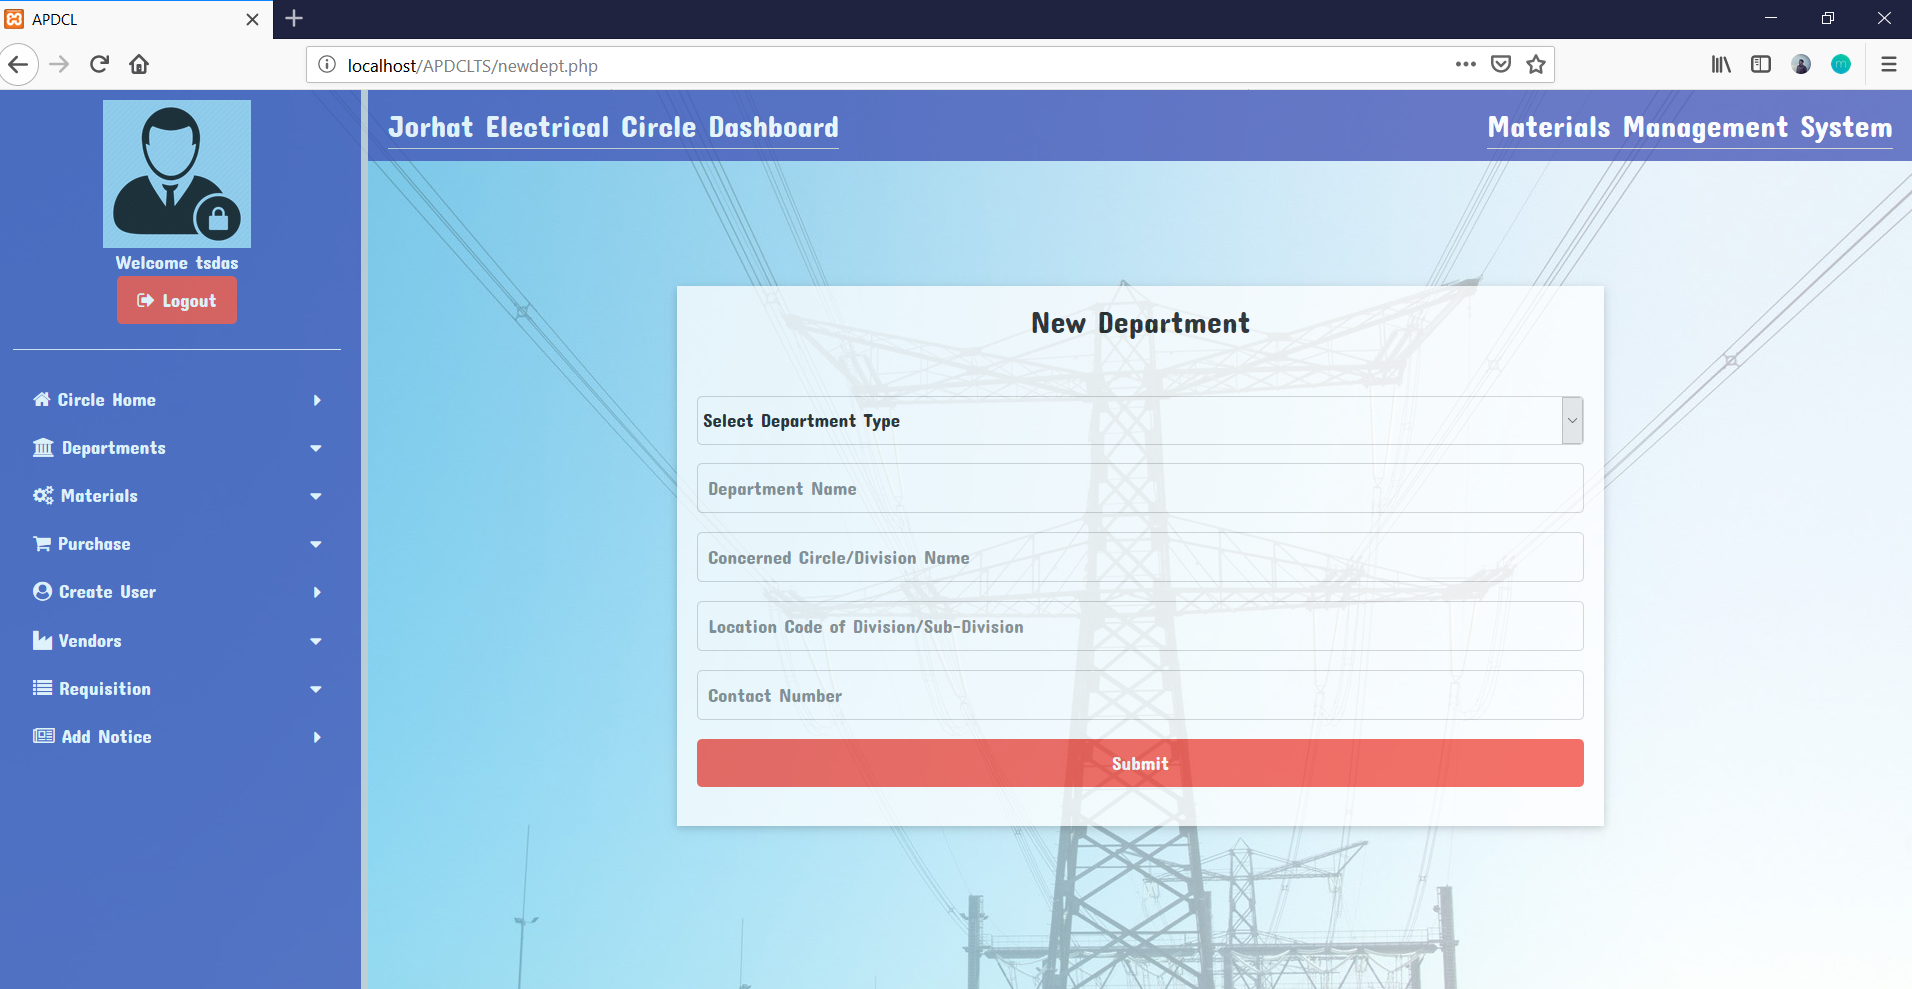 APDCL
localhost/APDCLTS/newdept.php
Jorhat Electrical Circle Dashboard
Materials Management System
Welcome tsdas
Logout
Circle Home
Departments
Materials
Purchase
Create User
Vendors
Requisition
Add Notice
New Department
Select Department Type
Department Name
Concerned Circle/Division Name
Location Code of Division/Sub-Division
Contact Number
Submit